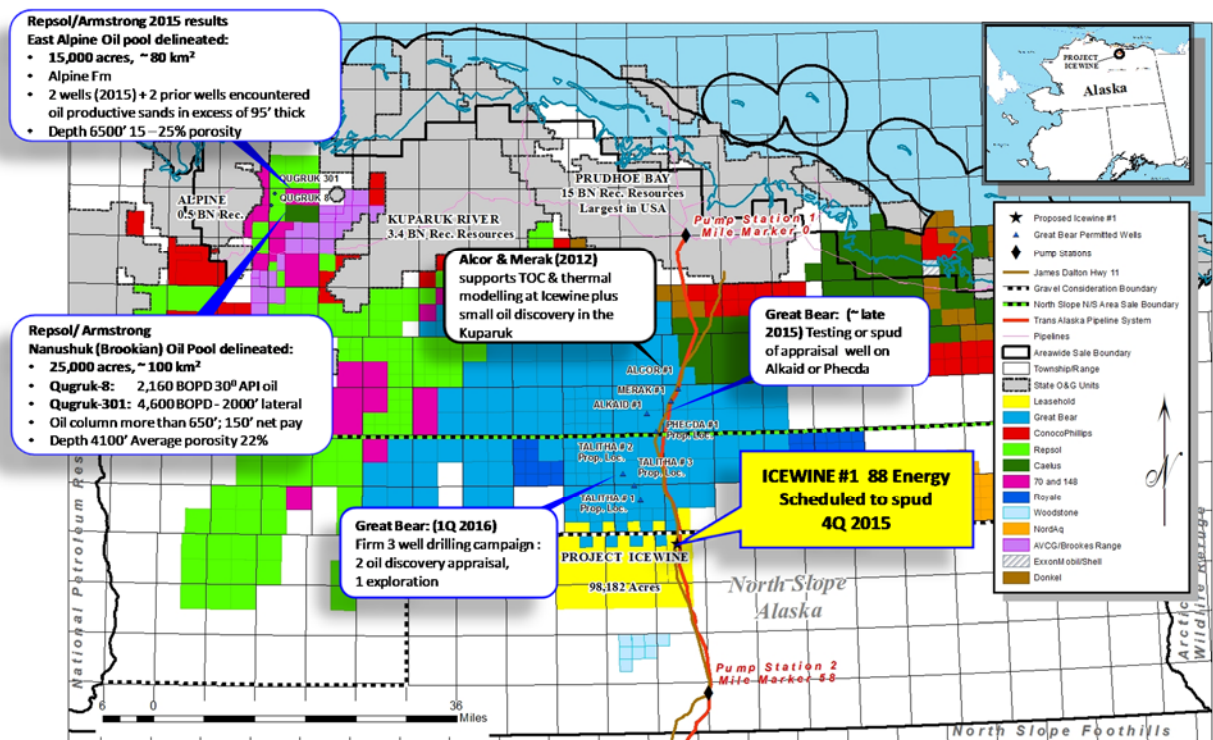 Repsol/Armstrong 2015 results
East Alpine Oil pool delineated:
• 15,000 acres, ~ 80 km²
• Alpine Fm
• 2 wells (2015) + 2 prior wells encountered
oil productive sands in excess of 95' thick
• Depth 6500' 15 – 25% porosity
PROJECT
ICEWINE
Alaska
QUGRUK 301
QUGRUK 8
ALPINE
0.5 BN Rec.
KUPARUK RIVER
3.4 BN Rec. Resources
PRUDHOE BAY
15 BN Rec. Resources
Largest in USA
Pump Station 1
Mile Marker 0
Alcor & Merak (2012)
supports TOC & thermal
modelling at Icewine plus
small oil discovery in the
Kuparuk
Great Bear: (~ late
2015) Testing or spud
of appraisal well on
Alkaid or Phecda
Repsol/ Armstrong
Nanushuk (Brookian) Oil Pool delineated:
• 25,000 acres, ~ 100 km²
• Qugruk-8: 2,160 BOPD 30⁰ API oil
• Qugruk-301: 4,600 BOPD - 2000' lateral
• Oil column more than 650'; 150' net pay
• Depth 4100' Average porosity 22%
ALCOR #1
MERAK #1
ALKAID #1
PHECDA #1
Prop. Loc.
TALITHA # 2
Prop. Loc.
TALITHA # 3
Prop. Loc.
TALITHA # 1
Prop. Loc.
ICEWINE #1 88 Energy
Scheduled to spud
4Q 2015
Great Bear: (1Q 2016)
Firm 3 well drilling campaign :
2 oil discovery appraisal,
1 exploration
PROJECT ICEWINE
98,182 Acres
North Slope
Alaska
Pump Station 2
Mile Marker 58
National Petroleum Res
Arctic
Wildlife Refuge
North Slope Foothills
6 0 36
Miles
Proposed Icewine #1
Great Bear Permitted Wells
Pump Stations
James Dalton Hwy 11
Gravel Consideration Boundary
North Slope N/S Area Sale Boundary
Trans Alaska Pipeline System
Pipelines
Areawide Sale Boundary
Township/Range
State O&G Units
Leasehold
Great Bear
ConocoPhillips
Repsol
Caelus
70 and 148
Royale
Woodstone
NordAq
AVCG/Brookes Range
ExxonMobil/Shell
Donkel
N